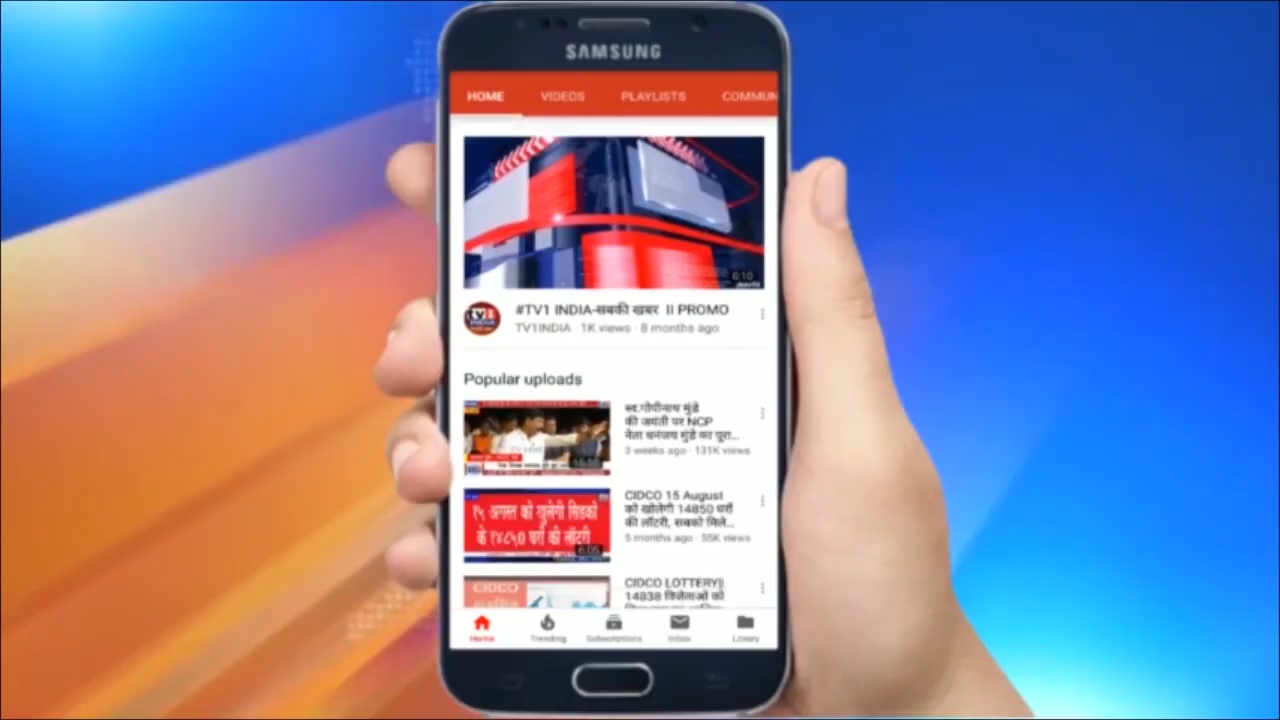 SAMSUNG
HOME VIDEOS PLAYLISTS COMMUN
0:10
TV1
INDIA
#TV1 INDIA-सबकी खबर II PROMO
TV1INDIA · 1K views · 8 months ago
Popular uploads
स्व.गोपीनाथ मुंडे
की जयंती पर NCP
नेता धनंजय मुंडे का पूरा...
3 weeks ago · 131K views
१५ अगस्त को खुलेगी सिडको
के १४८५० घरों की लॉटरी
6:05
CIDCO 15 August
को खोलेगी 14850 घरों
की लॉटरी, सबको मिले...
5 months ago · 55K views
CIDCO
CIDCO LOTTERY||
14838 विजेताओं को
Home Trending Subscriptions Inbox Library